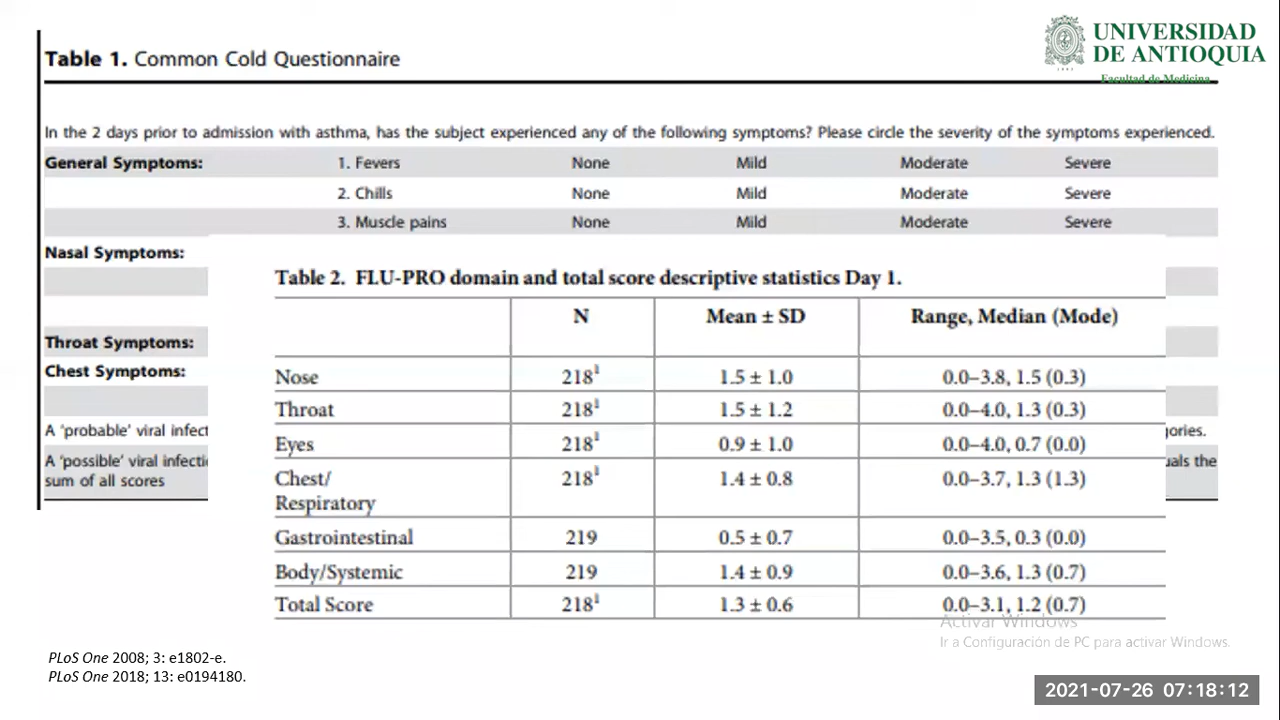 UNIVERSIDAD
DE ANTIOQUIA
Facultad de Medicina
Table 1. Common Cold Questionnaire
In the 2 days prior to admission with asthma, has the subject experienced any of the following symptoms? Please circle the severity of the symptoms experienced.
General Symptoms: 1. Fevers None Mild Moderate Severe
2. Chills None Mild Moderate Severe
3. Muscle pains None Mild Moderate Severe
Nasal Symptoms:
Throat Symptoms:
Chest Symptoms:
A 'probable' viral infect
gories.
A 'possible' viral infecti
uals the
sum of all scores
Table 2. FLU-PRO domain and total score descriptive statistics Day 1.
N Mean ± SD Range, Median (Mode)
Nose 218¹ 1.5 ± 1.0 0.0–3.8, 1.5 (0.3)
Throat 218¹ 1.5 ± 1.2 0.0–4.0, 1.3 (0.3)
Eyes 218¹ 0.9 ± 1.0 0.0–4.0, 0.7 (0.0)
Chest/ 218¹ 1.4 ± 0.8 0.0–3.7, 1.3 (1.3)
Respiratory
Gastrointestinal 219 0.5 ± 0.7 0.0–3.5, 0.3 (0.0)
Body/Systemic 219 1.4 ± 0.9 0.0–3.6, 1.3 (0.7)
Total Score 218¹ 1.3 ± 0.6 0.0–3.1, 1.2 (0.7)
Activar Windows
Ir a Configuración de PC para activar Windows.
PLoS One 2008; 3: e1802-e.
PLoS One 2018; 13: e0194180.
2021-07-26 07:18:12